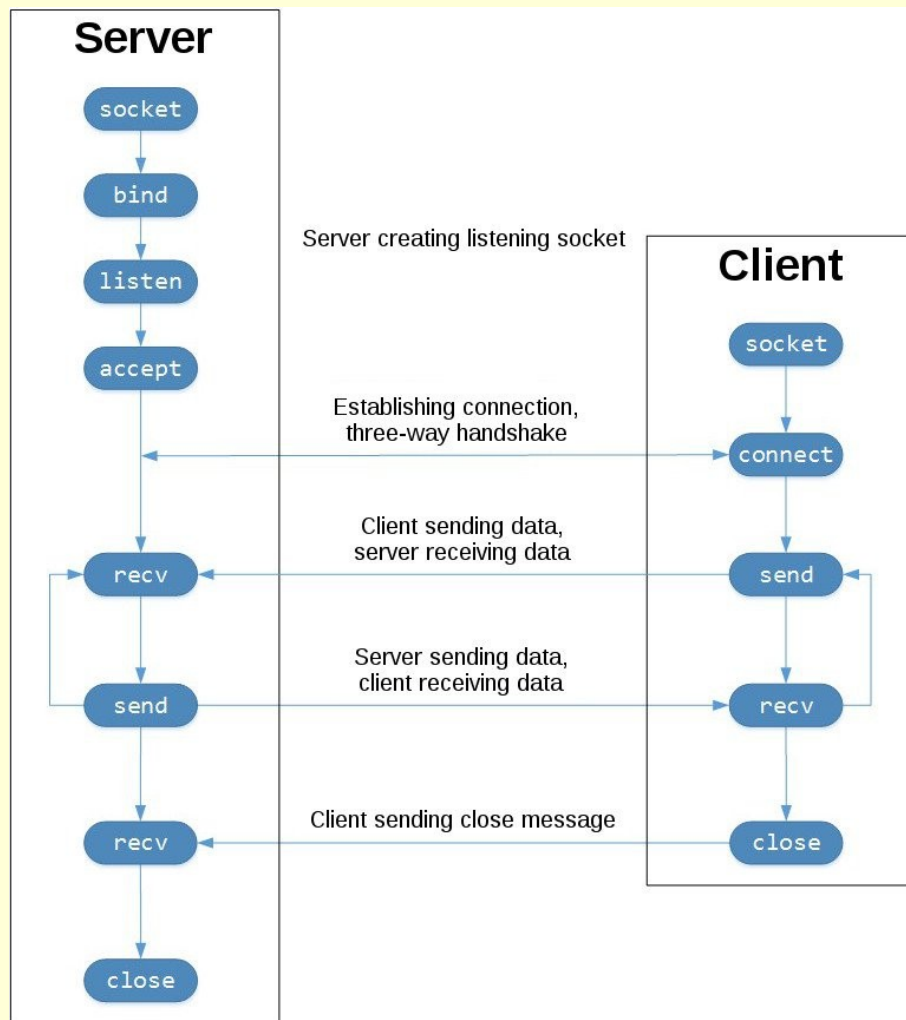 Server
socket
bind
listen
accept
recv
send
recv
close
Server creating listening socket
Establishing connection,
three-way handshake
Client sending data,
server receiving data
Server sending data,
client receiving data
Client sending close message
Client
socket
connect
send
recv
close